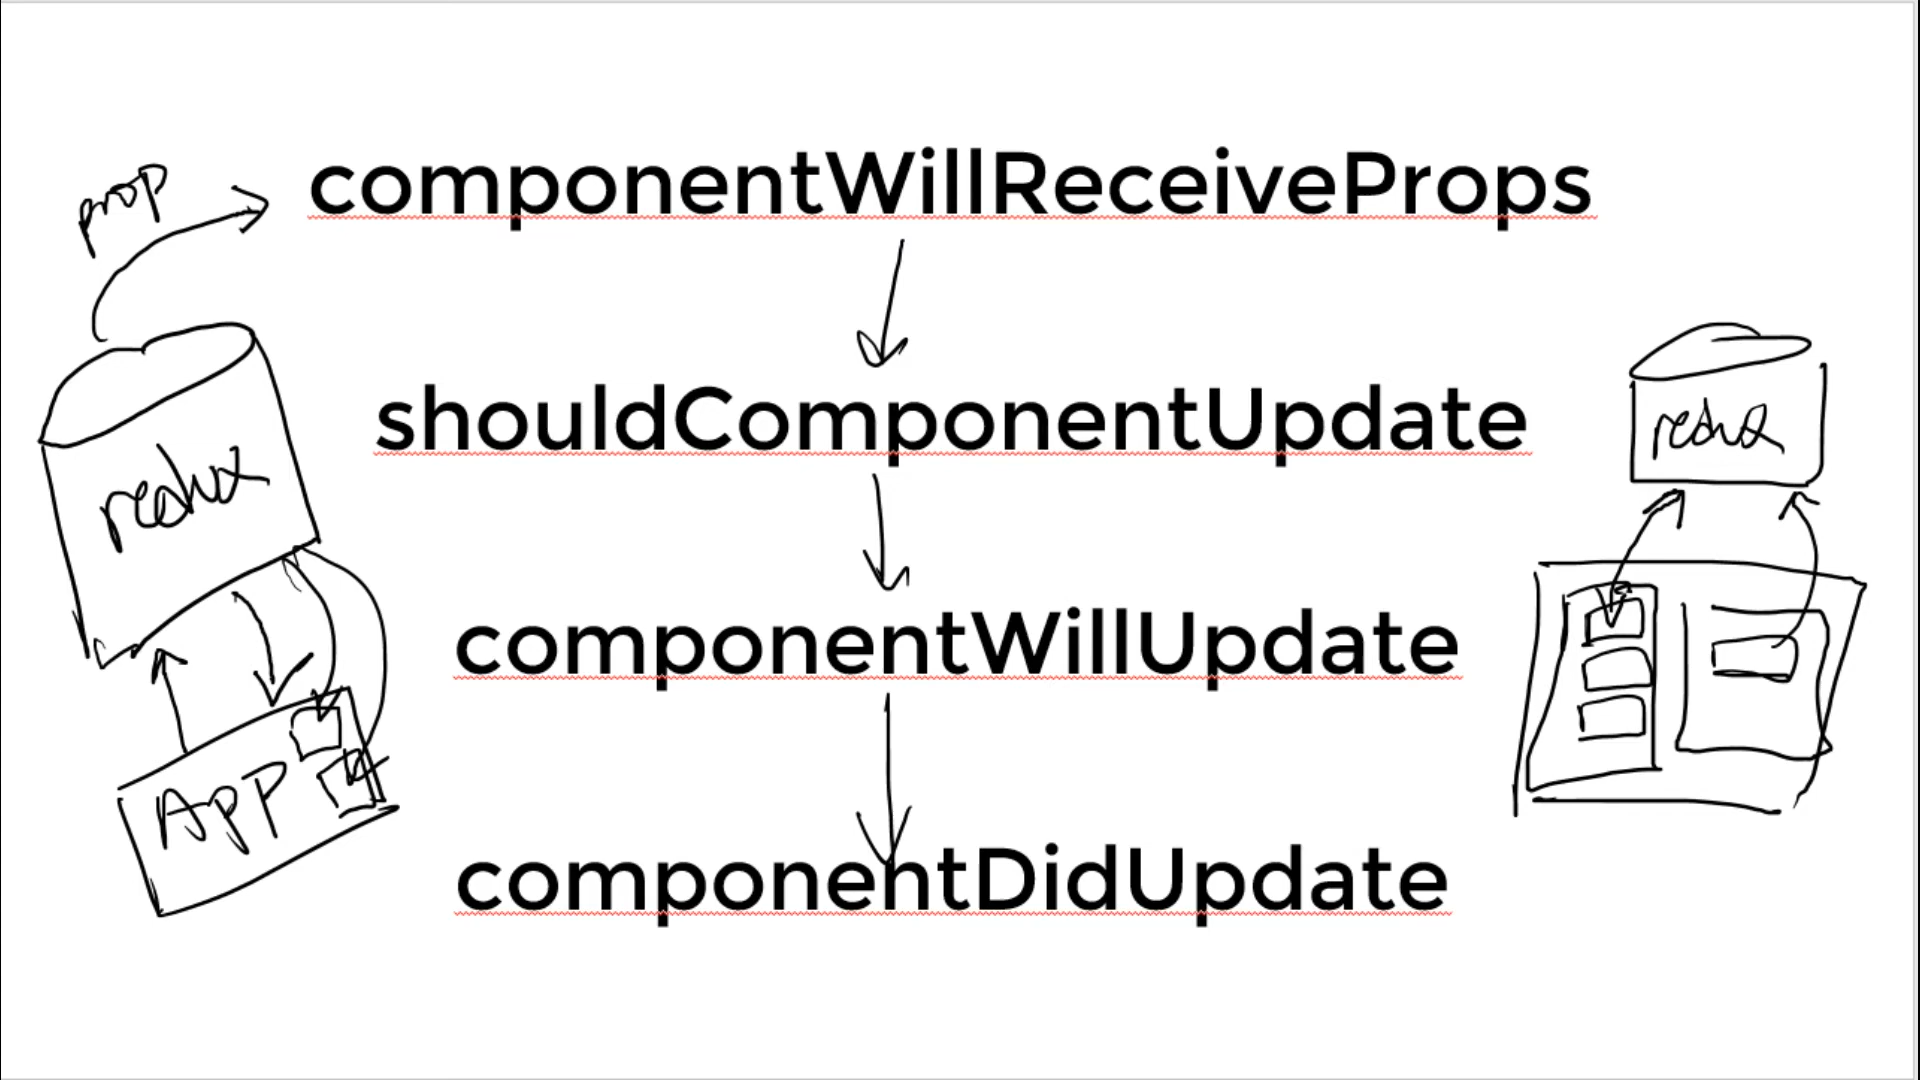 prop
componentWillReceiveProps
shouldComponentUpdate
redux
redux
componentWillUpdate
APP
componentDidUpdate